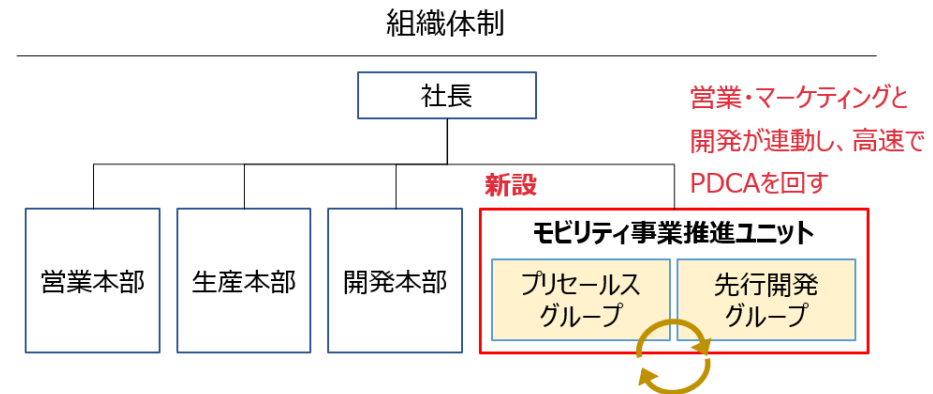 組織体制
社長
営業・マーケティングと
開発が連動し、高速で
PDCAを回す
新設
営業本部
生産本部
開発本部
モビリティ事業推進ユニット
プリセールス
グループ
先行開発
グループ